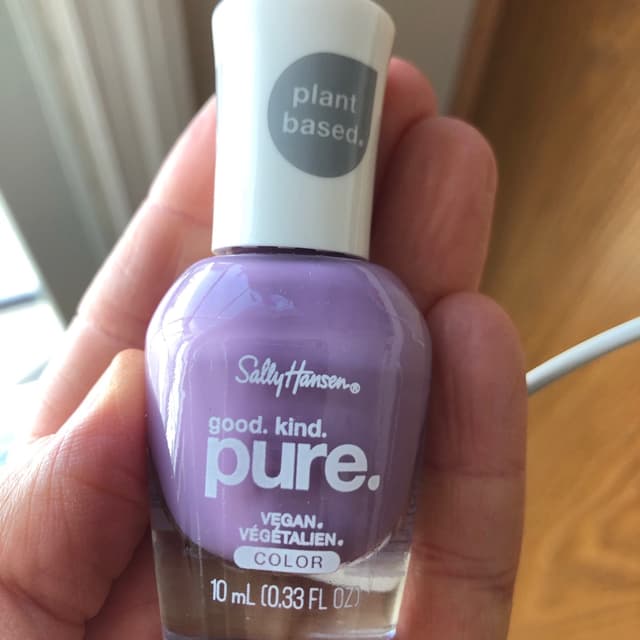 plant
based.
Sally Hansen®
good. kind.
pure.
VEGAN.
VÉGÉTALIEN.
COLOR
10 mL (0.33 FL OZ)